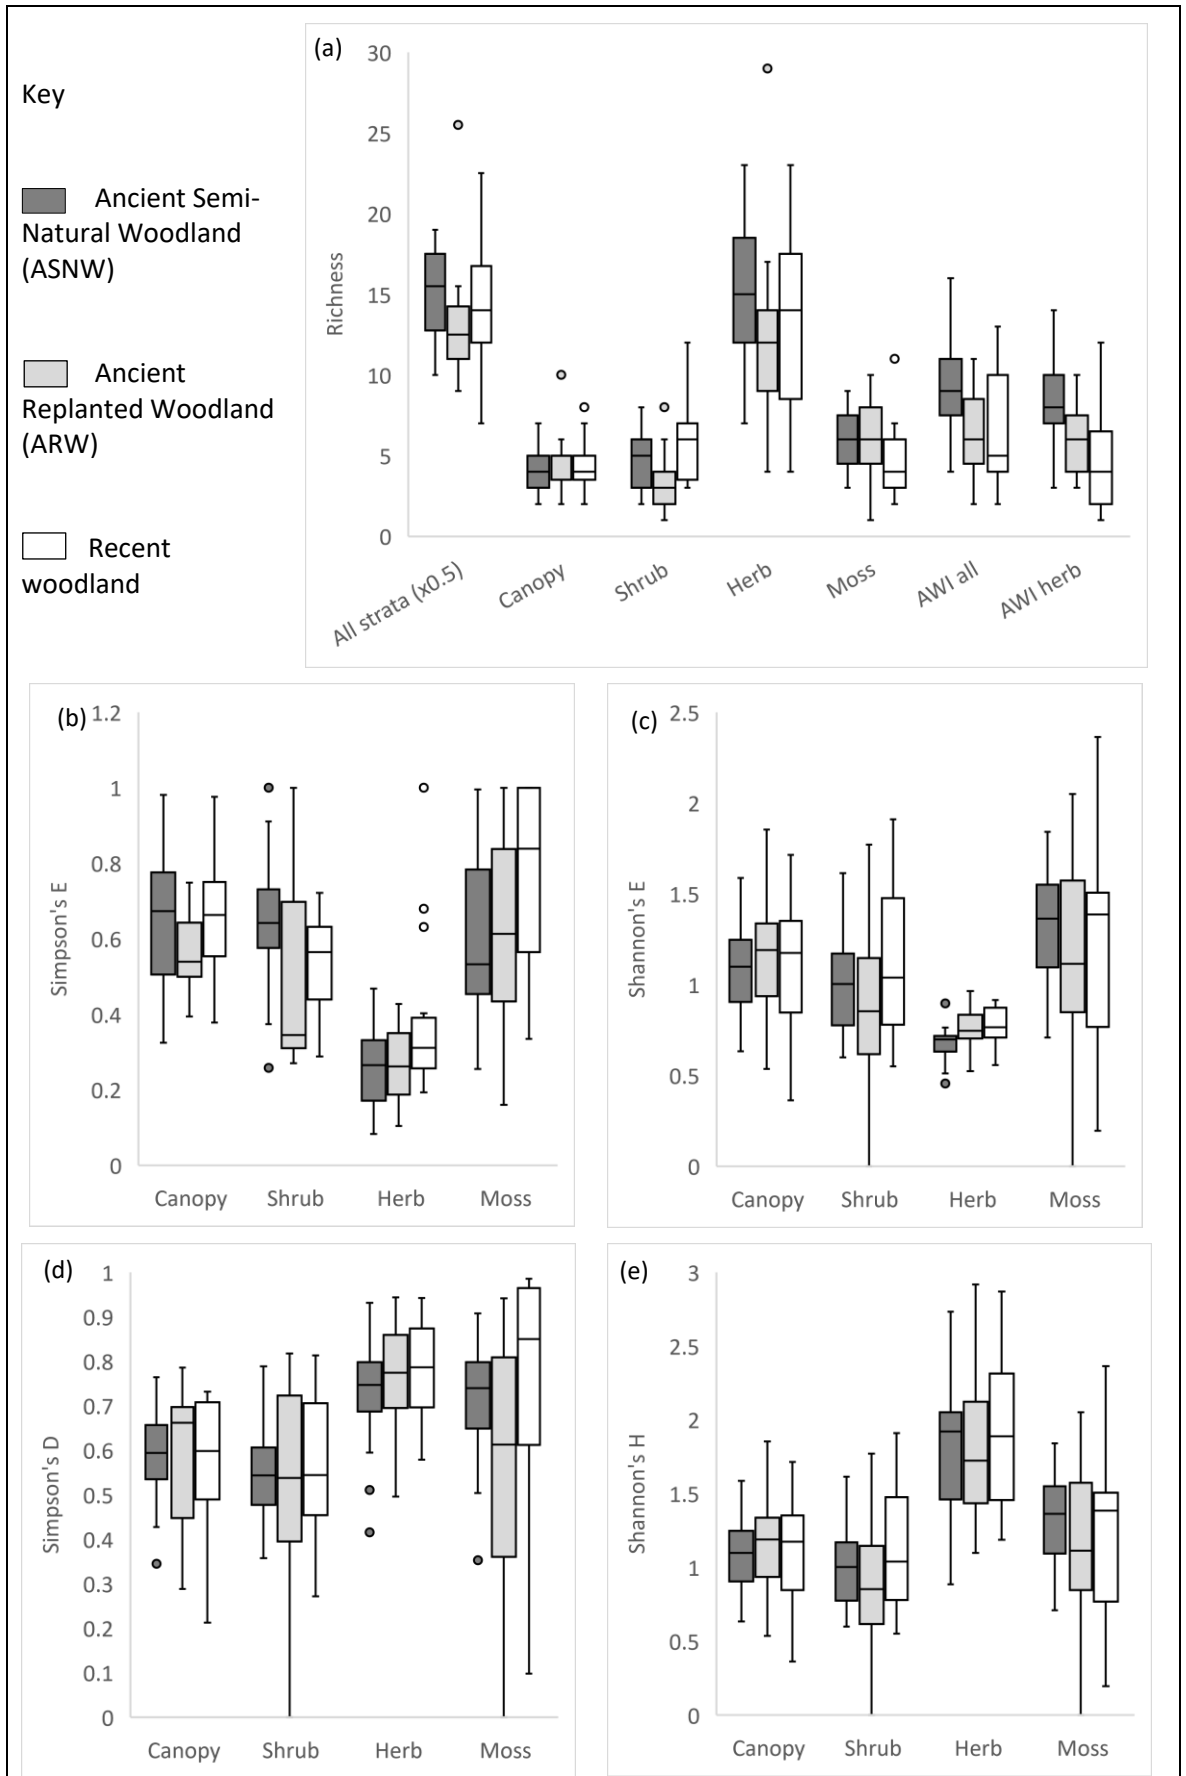 Key
Ancient Semi-
Natural Woodland
(ASNW)
Ancient
Replanted Woodland
(ARW)
Recent
woodland
(a)
30
25
20
15
10
5
0
Richness
All strata (x0.5)
Canopy
Shrub
Herb
Moss
AWI all
AWI herb
(b)
1.2
1
0.8
0.6
0.4
0.2
0
Simpson's E
Canopy
Shrub
Herb
Moss
(c)
2.5
2
1.5
1
0.5
0
Shannon's E
Canopy
Shrub
Herb
Moss
(d)
1
0.9
0.8
0.7
0.6
0.5
0.4
0.3
0.2
0.1
0
Simpson's D
Canopy
Shrub
Herb
Moss
(e)
3
2.5
2
1.5
1
0.5
0
Shannon's H
Canopy
Shrub
Herb
Moss